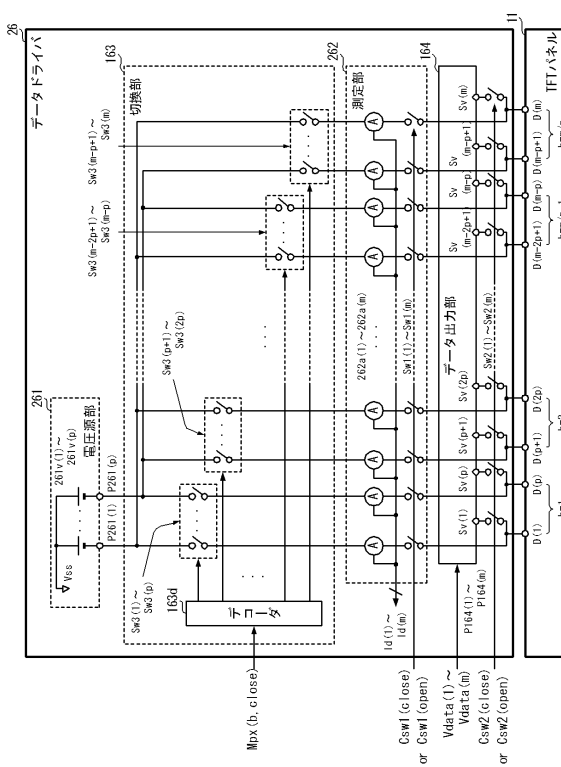 26
データドライバ
261
261v(1)～
261v(p)
電圧源部
Vss
P261(1)
P261(p)
163
切換部
Sw3(1)～
Sw3(p)
Sw3(p+1)～
Sw3(2p)
Sw3(m-2p+1)～
Sw3(m-p)
Sw3(m-p+1)～
Sw3(m)
163d
デコーダ
Mpx(b,close)
262
測定部
A
A
A
A
A
A
A
A
262a(1)～262a(m)
Id(1)～
Id(m)
Sw1(1)～Sw1(m)
Csw1(close)
or Csw1(open)
164
データ出力部
Vdata(1)～
Vdata(m)
P164(1)～
P164(m)
Sv(1)
Sv(p)
Sv(p+1)
Sv(2p)
Sv
(m-2p+1)
Sv
(m-p)
Sv
(m-p+1)
Sv(m)
Sw2(1)～Sw2(m)
Csw2(close)
or Csw2(open)
D(1)
D(p)
D(p+1)
D(2p)
D(m-2p+1)
D(m-p)
D(m-p+1)
D(m)
11
TFTパネル